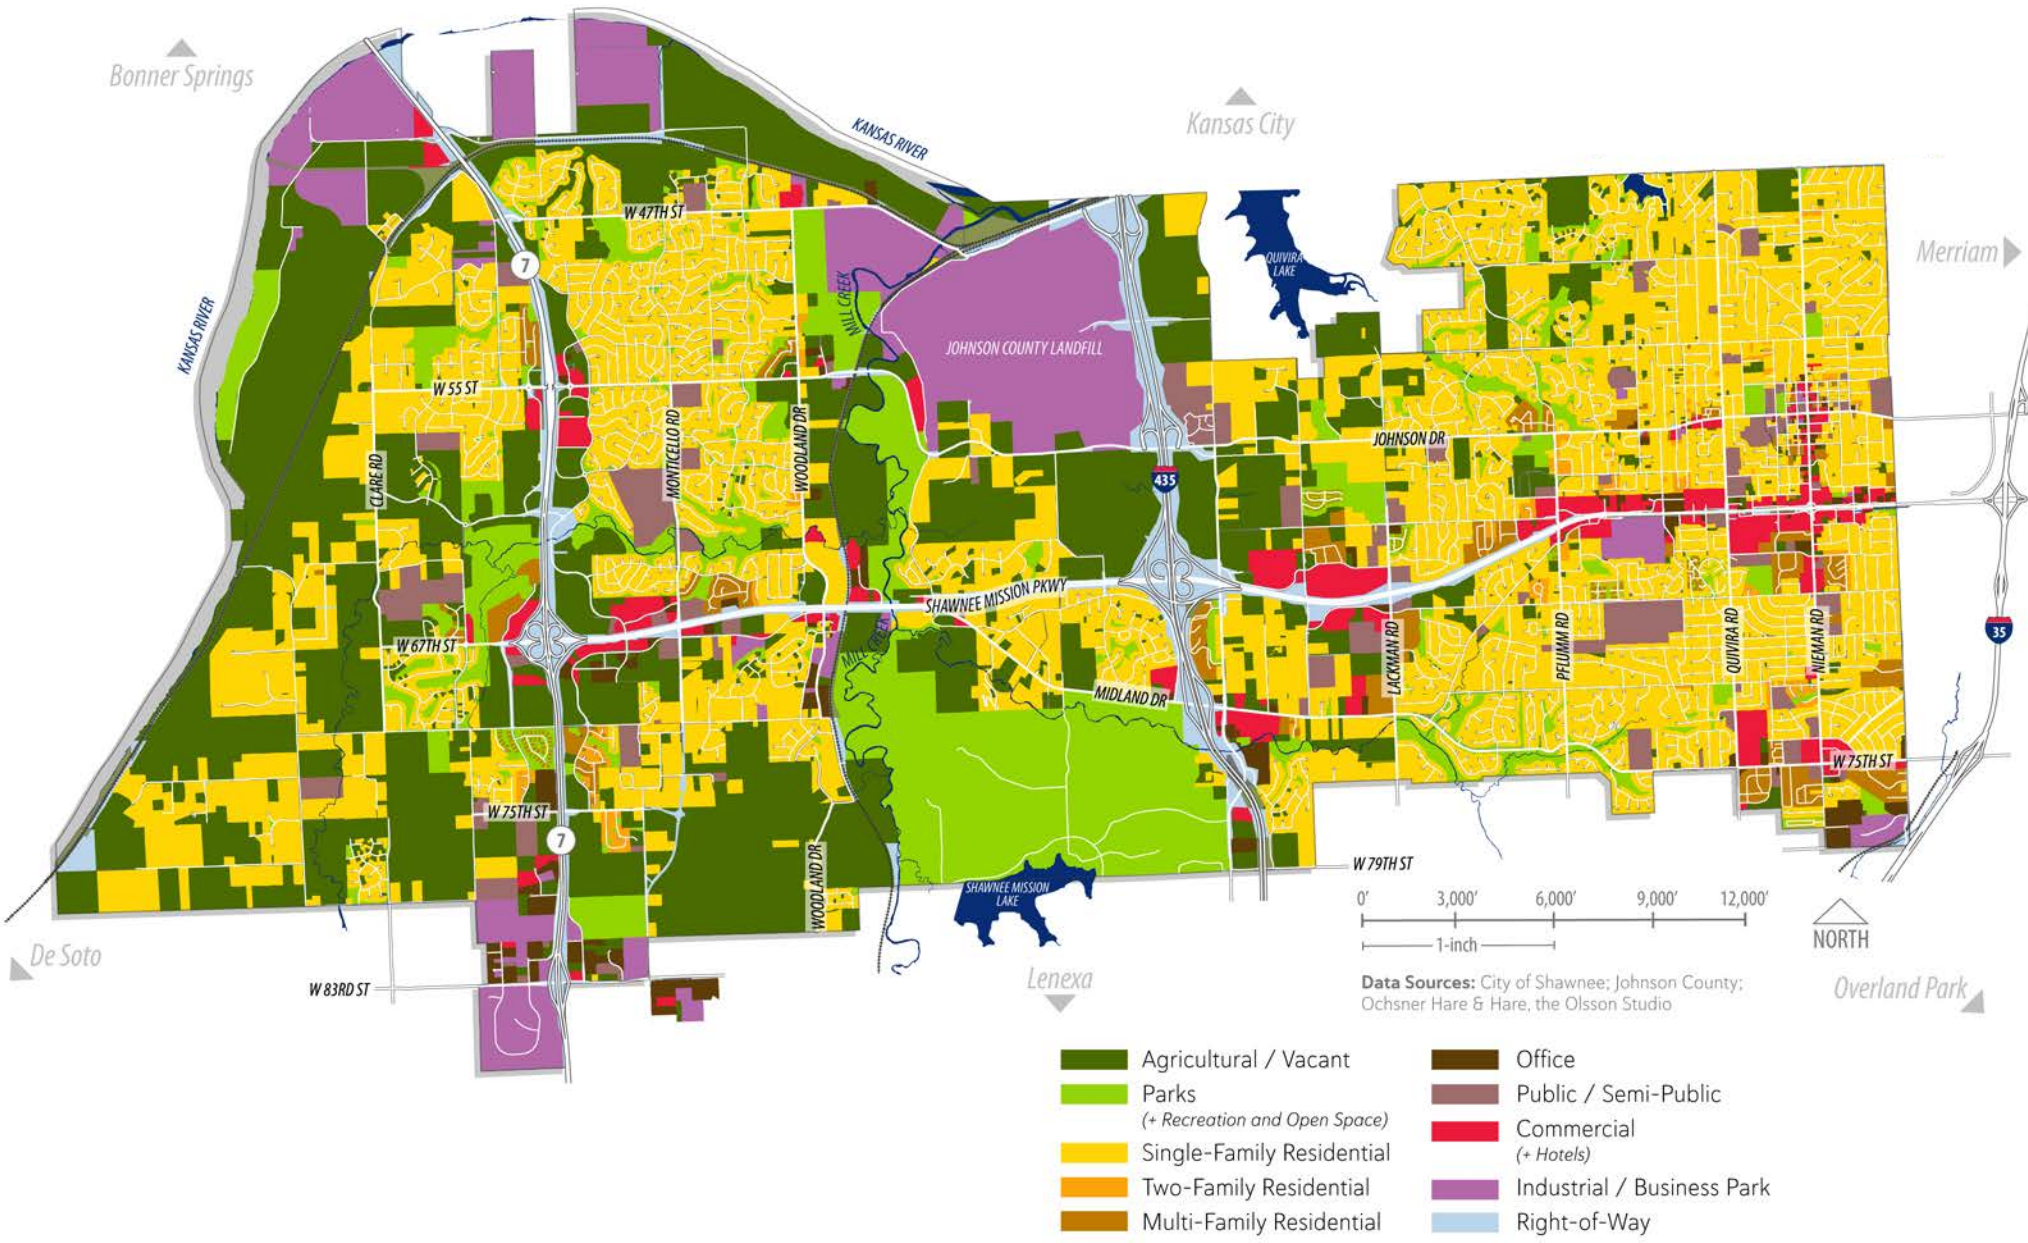 Bonner Springs
Kansas City
Merriam
KANSAS RIVER
KANSAS RIVER
W 47TH ST
7
QUIVIRA
LAKE
MILL CREEK
JOHNSON COUNTY LANDFILL
W 55 ST
CLARE RD
MONTICELLO RD
WOODLAND DR
JOHNSON DR
435
SHAWNEE MISSION PKWY
W 67TH ST
MILL CREEK
MIDLAND DR
LACKMAN RD
PFLUMM RD
QUIVIRA RD
NIEMAN RD
35
W 75TH ST
W 75TH ST
7
WOODLAND DR
W 79TH ST
SHAWNEE MISSION
LAKE
De Soto
W 83RD ST
Lenexa
Overland Park
0'
3,000'
6,000'
9,000'
12,000'
1-inch
NORTH
Data Sources: City of Shawnee; Johnson County;
Ochsner Hare & Hare, the Olsson Studio
Agricultural / Vacant
Parks
(+ Recreation and Open Space)
Single-Family Residential
Two-Family Residential
Multi-Family Residential
Office
Public / Semi-Public
Commercial
(+ Hotels)
Industrial / Business Park
Right-of-Way